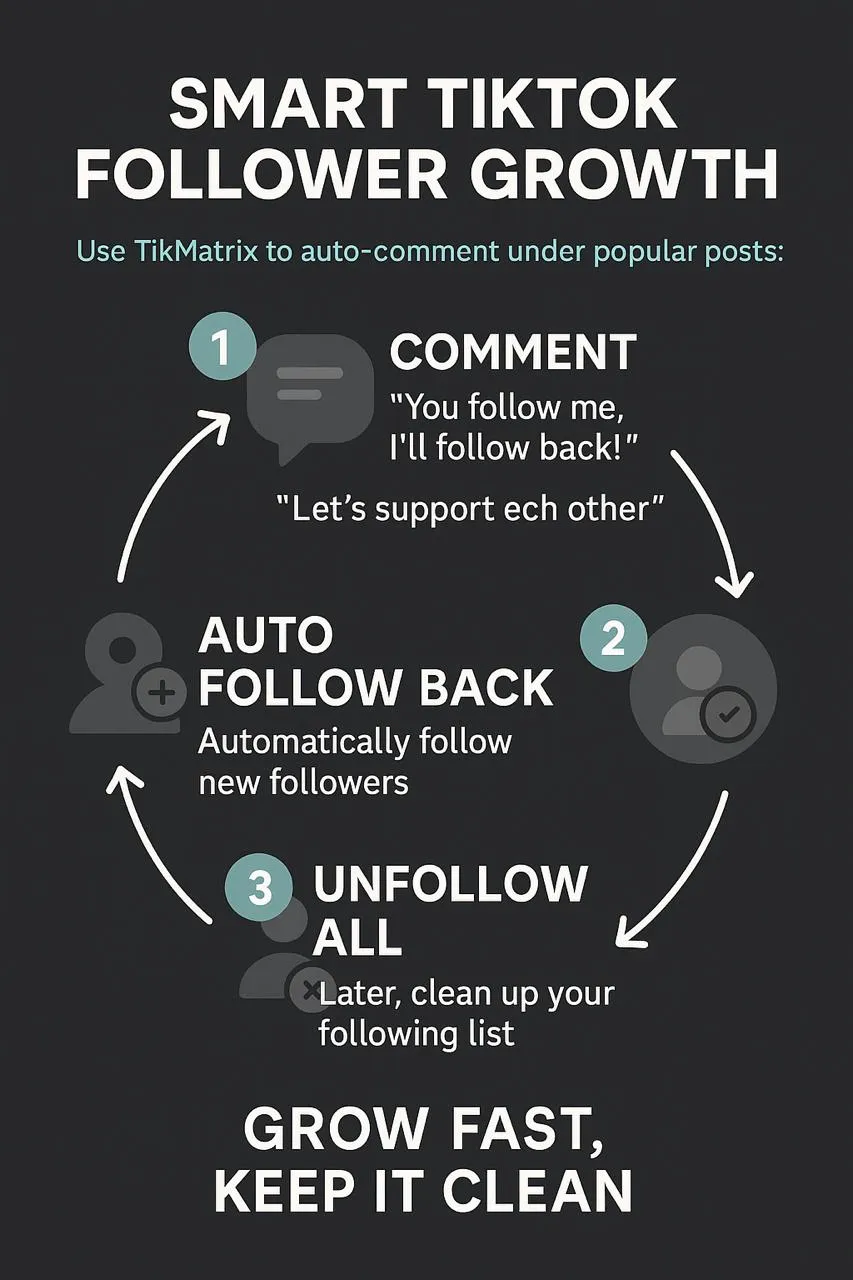 SMART TIKTOK
FOLLOWER GROWTH
Use TikMatrix to auto-comment under popular posts:
1
COMMENT
“You follow me,
I'll follow back!”
“Let’s support ech other”
2
AUTO
FOLLOW BACK
Automatically follow
new followers
3
UNFOLLOW
ALL
Later, clean up your
following list
GROW FAST,
KEEP IT CLEAN